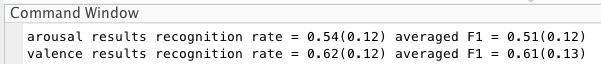 Command Window
arousal results recognition rate = 0.54(0.12) averaged F1 = 0.51(0.12)
valence results recognition rate = 0.62(0.12) averaged F1 = 0.61(0.13)